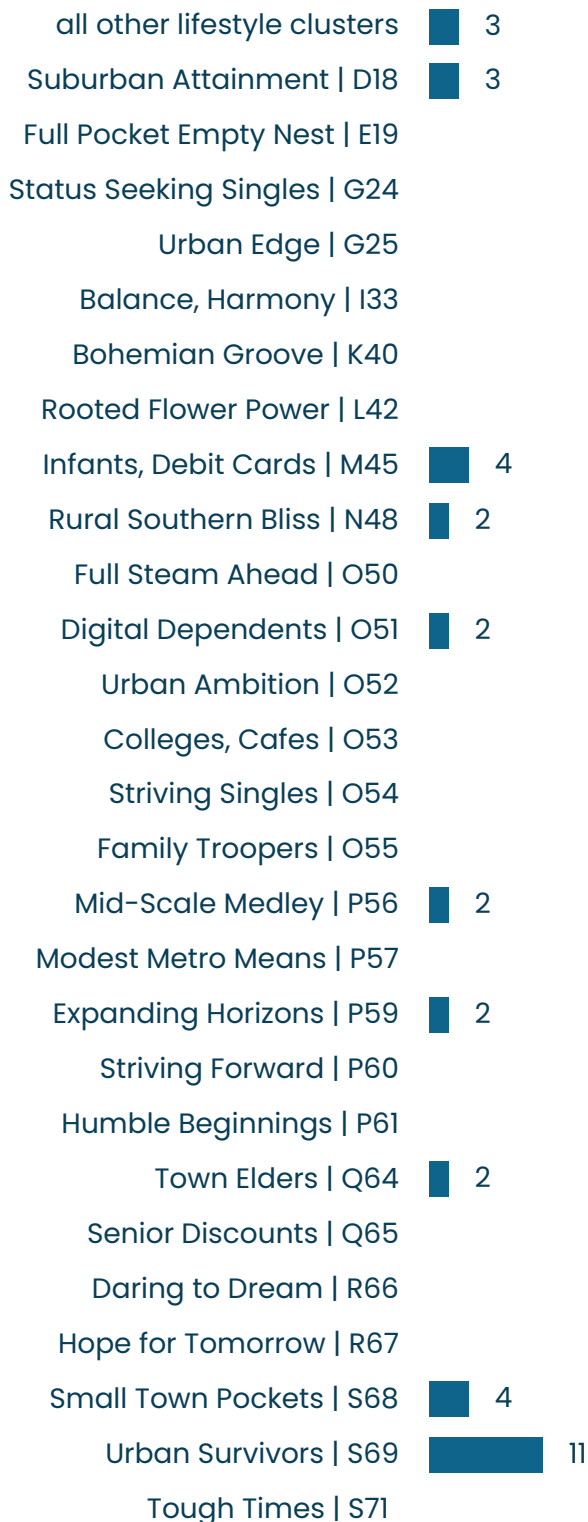 all other lifestyle clusters 3
Suburban Attainment | D18 3
Full Pocket Empty Nest | E19
Status Seeking Singles | G24
Urban Edge | G25
Balance, Harmony | I33
Bohemian Groove | K40
Rooted Flower Power | L42
Infants, Debit Cards | M45 4
Rural Southern Bliss | N48 2
Full Steam Ahead | O50
Digital Dependents | O51 2
Urban Ambition | O52
Colleges, Cafes | O53
Striving Singles | O54
Family Troopers | O55
Mid-Scale Medley | P56 2
Modest Metro Means | P57
Expanding Horizons | P59 2
Striving Forward | P60
Humble Beginnings | P61
Town Elders | Q64 2
Senior Discounts | Q65
Daring to Dream | R66
Hope for Tomorrow | R67
Small Town Pockets | S68 4
Urban Survivors | S69 11
Tough Times | S71